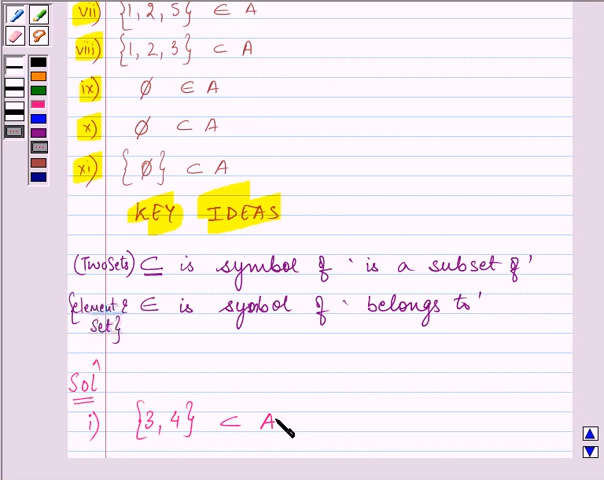 vii) {1, 2, 5} ∈ A
viii) {1, 2, 3} ⊂ A
ix) ∅ ∈ A
x) ∅ ⊂ A
xi) {∅} ⊂ A
KEY IDEAS
(Two Sets) ⊂ is symbol of 'is a subset of'
{element & Set} ∈ is symbol of 'belongs to'
Solⁿ
i) {3, 4} ⊂ A